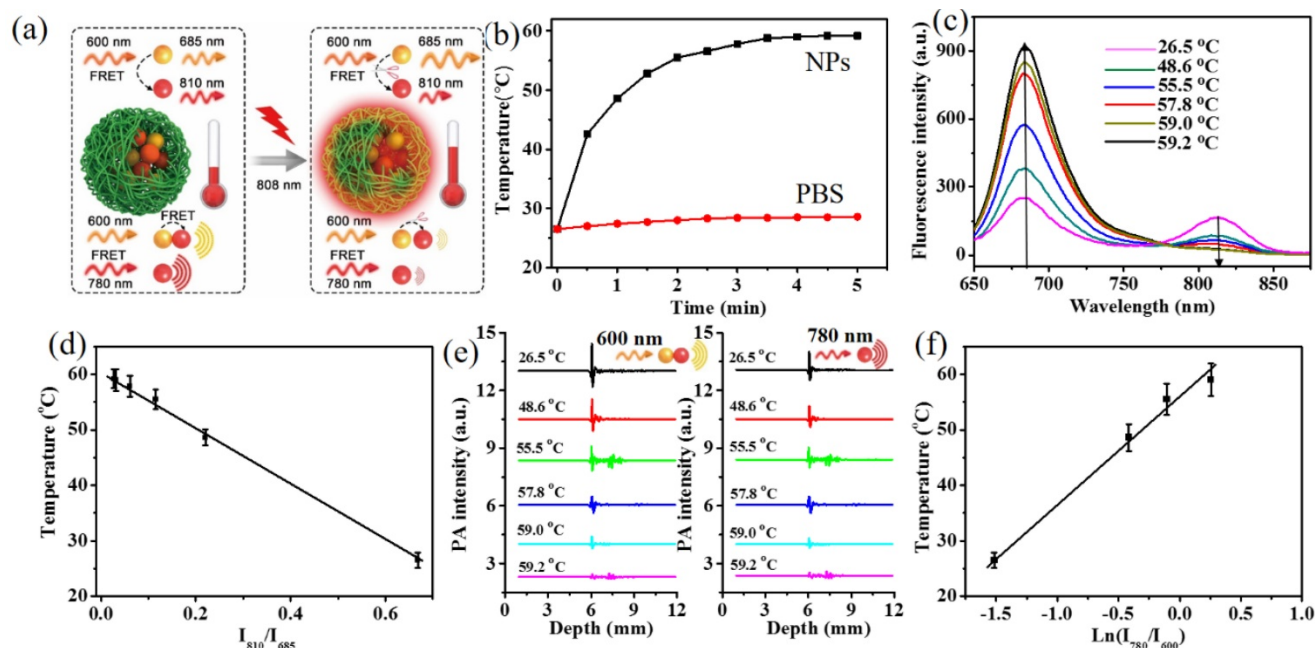 (a)
600 nm
685 nm
FRET
810 nm
600 nm
FRET
FRET
780 nm
808 nm
600 nm
685 nm
FRET
810 nm
600 nm
FRET
780 nm
(b)
Temperature(°C)
60
50
40
30
20
NPs
PBS
0
1
2
3
4
5
Time (min)
(c)
Fluorescence intensity (a.u.)
900
600
300
0
26.5 °C
48.6 °C
55.5 °C
57.8 °C
59.0 °C
59.2 °C
650
700
750
800
850
Wavelength (nm)
(d)
Temperature (°C)
60
50
40
30
20
0.0
0.2
0.4
0.6
I810/I685
(e)
PA intensity (a.u.)
15
12
9
6
3
600 nm
26.5 °C
48.6 °C
55.5 °C
57.8 °C
59.0 °C
59.2 °C
0
3
6
9
12
Depth (mm)
PA intensity (a.u.)
15
12
9
6
3
780 nm
26.5 °C
48.6 °C
55.5 °C
57.8 °C
59.0 °C
59.2 °C
0
3
6
9
12
Depth (mm)
(f)
Temperature (°C)
60
50
40
30
20
-1.5
-1.0
-0.5
0.0
0.5
1.0
Ln(I780/I600)